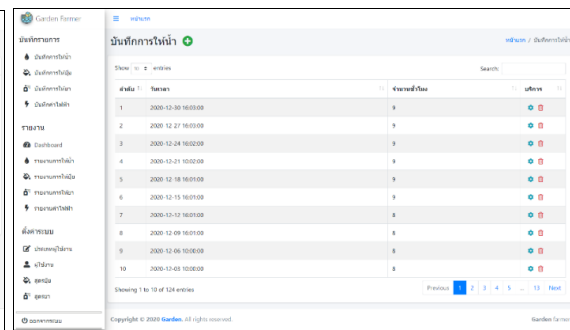 Garden Farmer
บันทึกรายการ
บันทึกการให้น้ำ
บันทึกการให้ปุ๋ย
บันทึกการให้ยา
บันทึกค่าไฟฟ้า
รายงาน
Dashboard
รายงานการให้น้ำ
รายงานการให้ปุ๋ย
รายงานการให้ยา
รายงานค่าไฟฟ้า
ตั้งค่าระบบ
ประเภทผู้ใช้งาน
ผู้ใช้งาน
สูตรปุ๋ย
สูตรยา
ออกจากระบบ
หน้าแรก
บันทึกการให้น้ำ
หน้าแรก / บันทึกการให้น้ำ
Show 10 entries
Search:
ลำดับ วันเวลา จำนวนชั่วโมง บริการ
1 2020-12-30 16:03:00 9
2 2020-12-27 16:03:00 9
3 2020-12-24 16:02:00 9
4 2020-12-21 10:02:00 9
5 2020-12-18 16:01:00 9
6 2020-12-15 16:01:00 9
7 2020-12-12 16:01:00 8
8 2020-12-09 16:01:00 8
9 2020-12-06 10:00:00 8
10 2020-12-03 10:00:00 8
Showing 1 to 10 of 124 entries
Previous 1 2 3 4 5 ... 13 Next
Copyright © 2020 Garden. All rights reserved.
Garden farmer